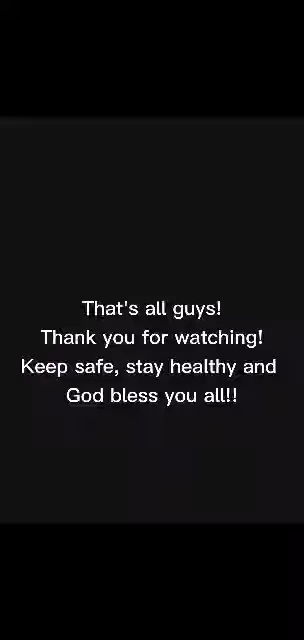 That's all guys!
Thank you for watching!
Keep safe, stay healthy and
God bless you all!!